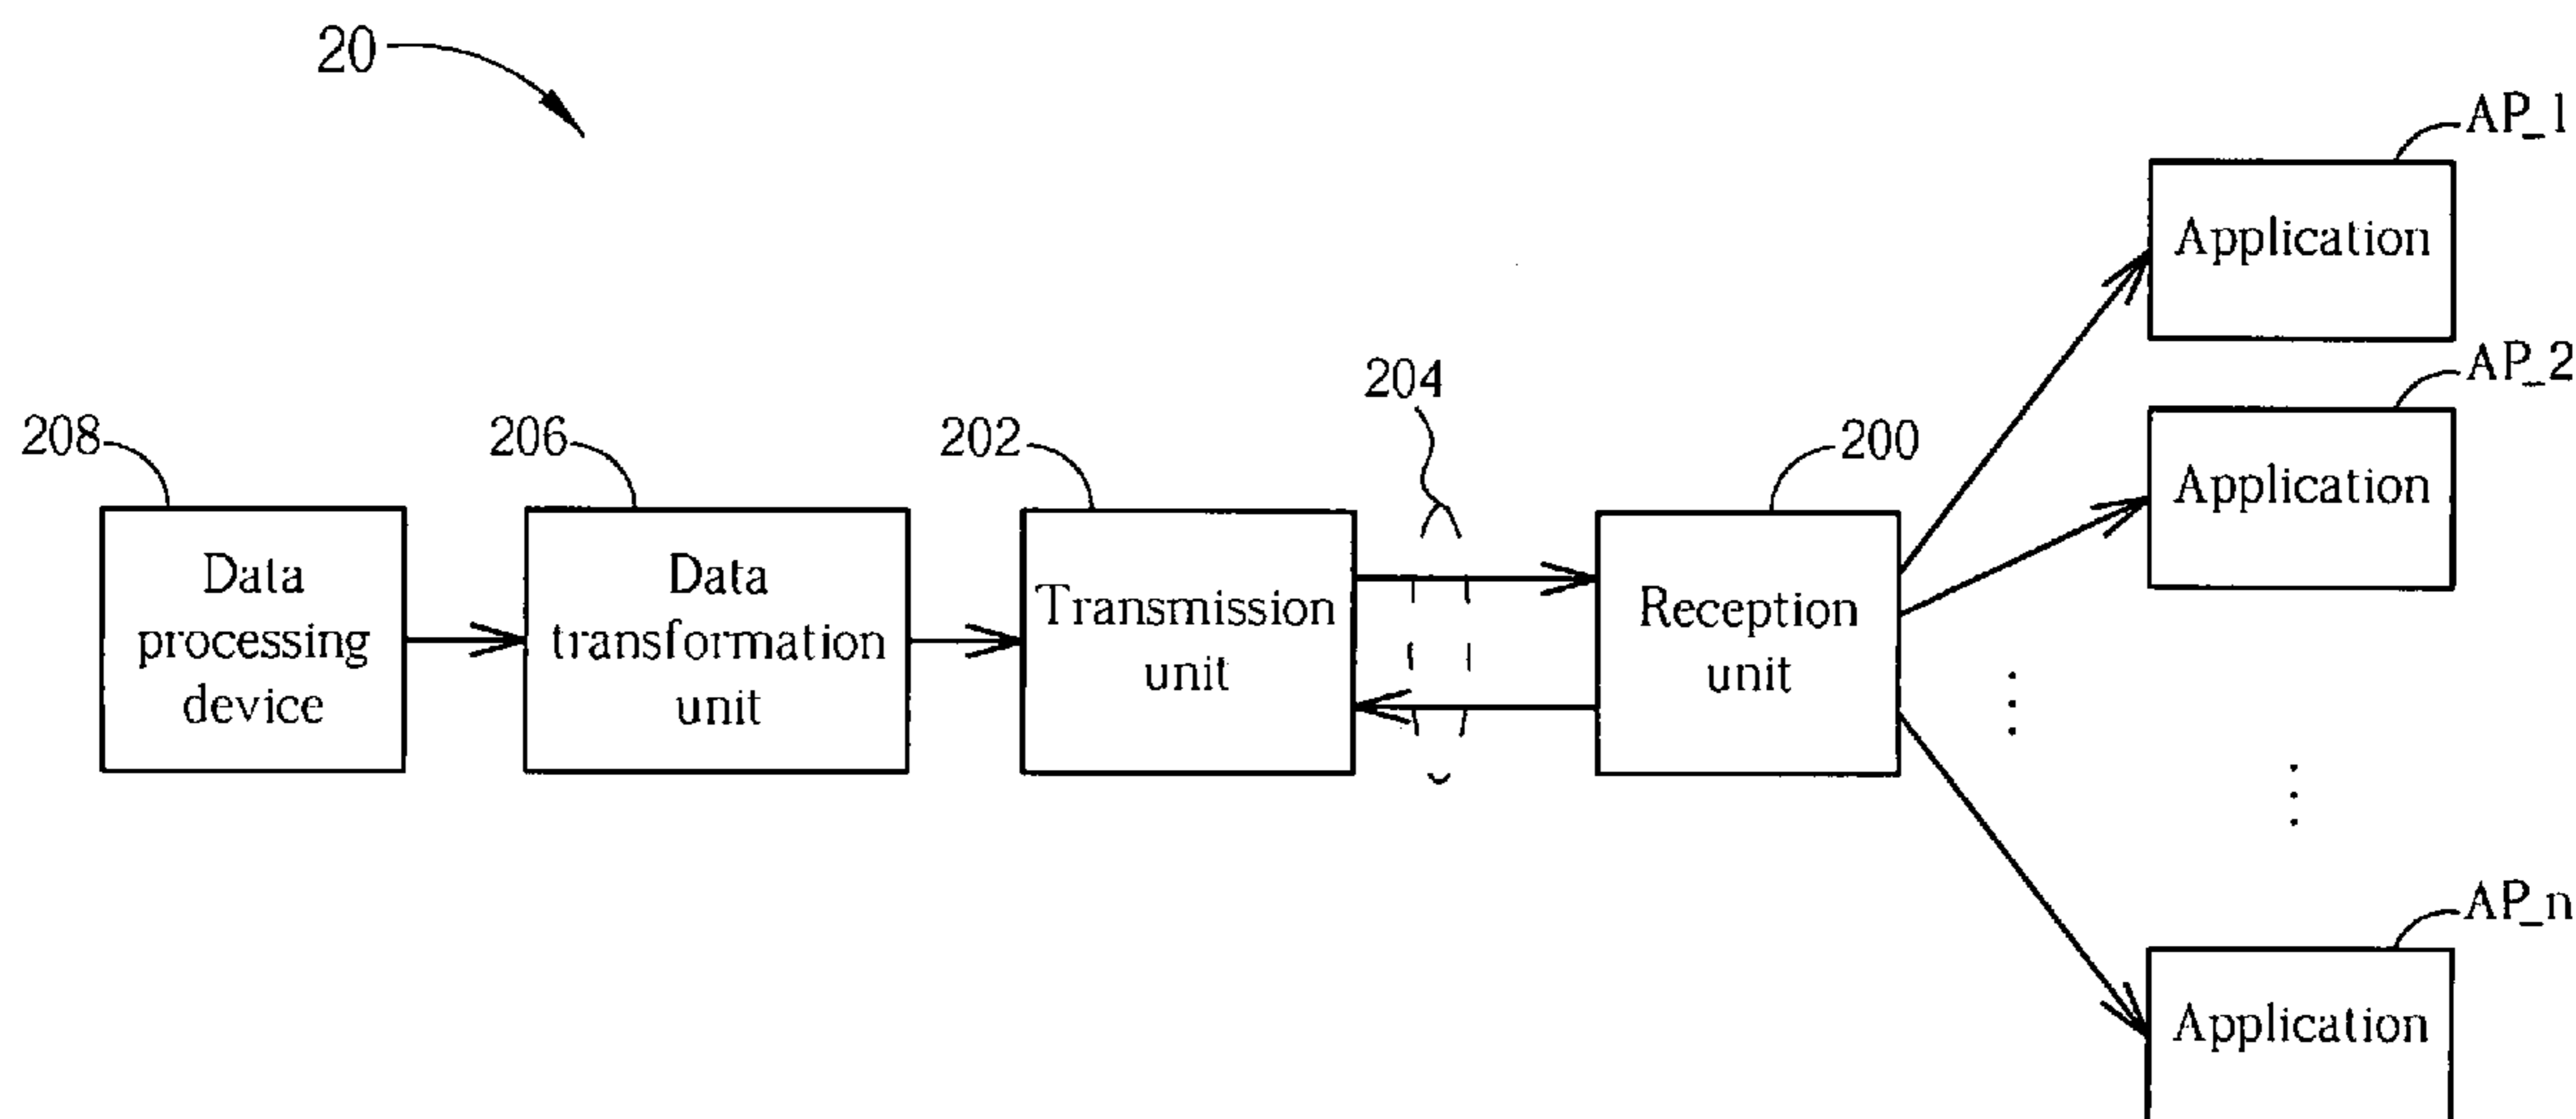 20
AP_1
Application
AP_2
Application
204
208
206
202
200
Data
processing
device
Data
transformation
unit
Transmission
unit
Reception
unit
AP_n
Application